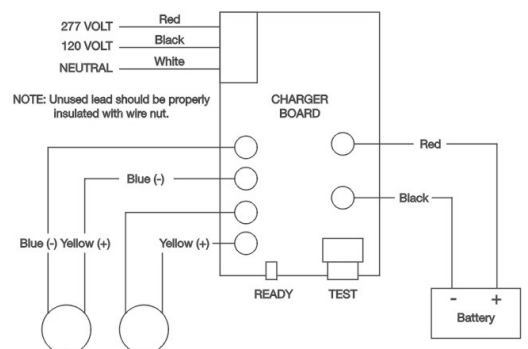 277 VOLT
Red
120 VOLT
Black
NEUTRAL
White
NOTE: Unused lead should be properly
insulated with wire nut.
CHARGER
BOARD
Red
Blue (-)
Black
Blue (-) Yellow (+)
Yellow (+)
READY
TEST
- +
Battery